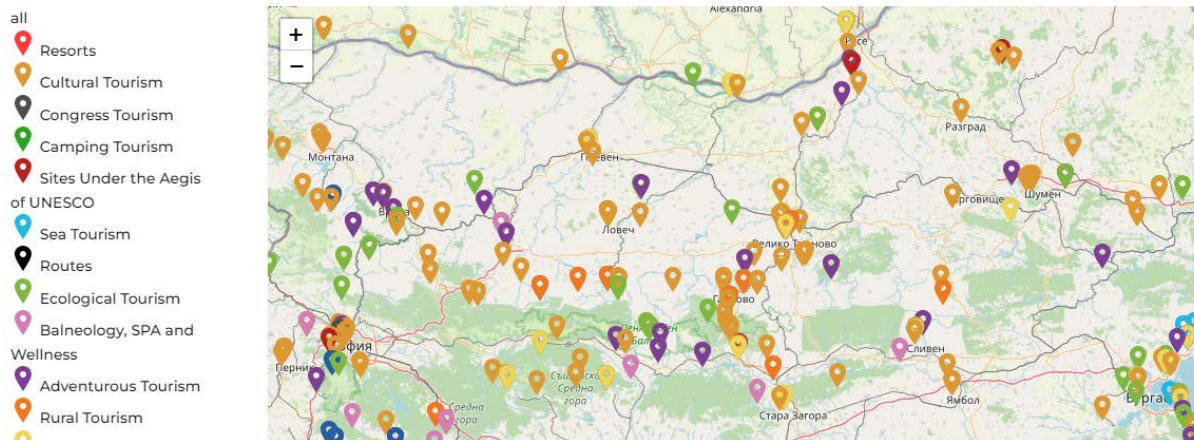 all
Resorts
Cultural Tourism
Congress Tourism
Camping Tourism
Sites Under the Aegis
of UNESCO
Sea Tourism
Routes
Ecological Tourism
Balneology, SPA and
Wellness
Adventurous Tourism
Rural Tourism
+
−
Alexandria
Разград
Монтана
Шумен
Ловеч
Велико
Сливен
Перник
Средна
гора
Средна
гора
Стара Загора
Ямбол